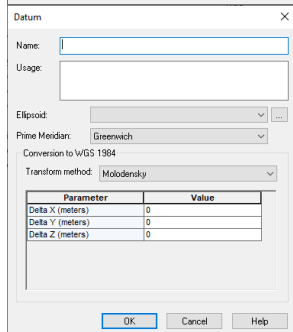 Datum
Name:
Usage:
Ellipsoid:
...
Prime Meridian: Greenwich
Conversion to WGS 1984
Transform method: Molodensky
Parameter Value
Delta X (meters) 0
Delta Y (meters) 0
Delta Z (meters) 0
OK Cancel Help